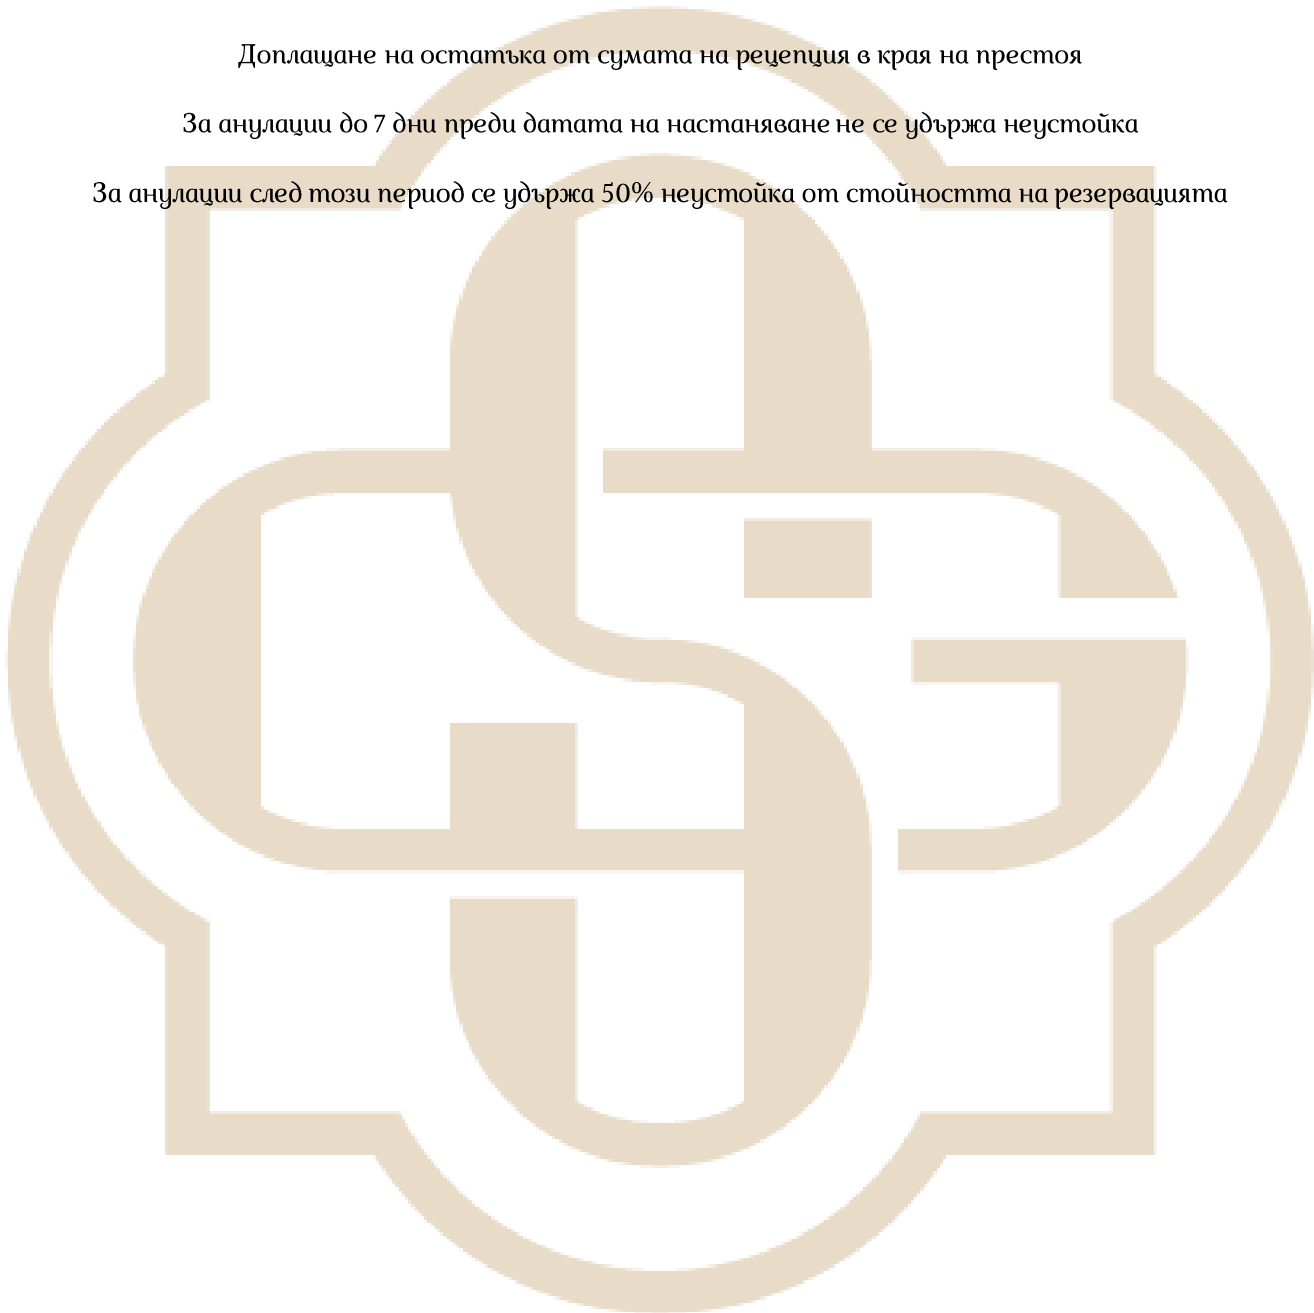 Доплащане на остатъка от сумата на рецепция в края на престоя
За анулации до 7 дни преди датата на настаняване не се удържа неустойка
За анулации след този период се удържа 50% неустойка от стойността на резервацията
CSG